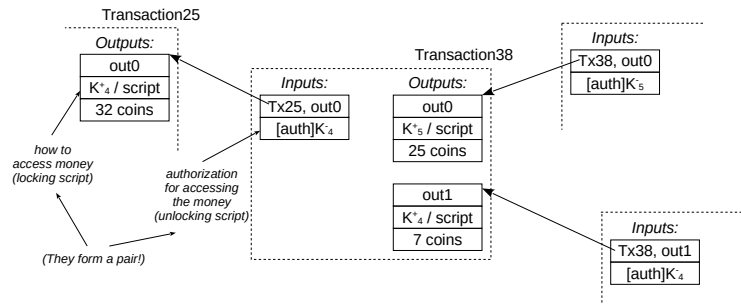 Transaction25
Outputs:
out0
K⁺₄ / script
32 coins
how to
access money
(locking script)
(They form a pair!)
authorization
for accessing
the money
(unlocking script)
Transaction38
Inputs:
Tx25, out0
[auth]K⁻₄
Outputs:
out0
K⁺₅ / script
25 coins
out1
K⁺₄ / script
7 coins
Inputs:
Tx38, out0
[auth]K⁻₅
Inputs:
Tx38, out1
[auth]K⁻₄